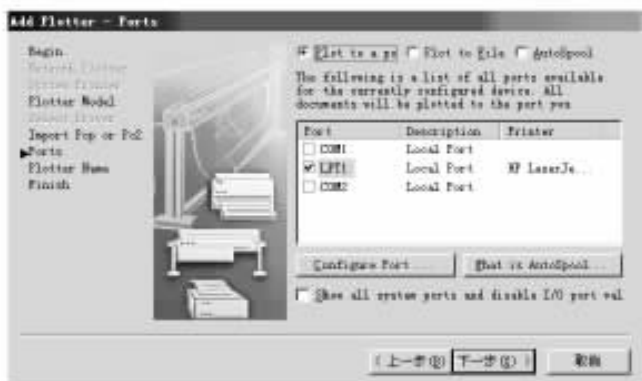 Add Plotter - Ports
Begin
Network Plotter
System Printer
Plotter Model
Select Driver
Import Pcp or Pc2
Ports
Plotter Name
Finish
Plot to a po
Plot to File
AutoSpool
The following is a list of all ports available
for the currently configured device. All
documents will be plotted to the port you
Port Description Printer
COM1 Local Port
LPT1 Local Port HP LaserJe...
COM2 Local Port
Configure Port...
What is AutoSpool...
Show all system ports and disable I/O port val
<上一步(B) 下一步(N)> 取消